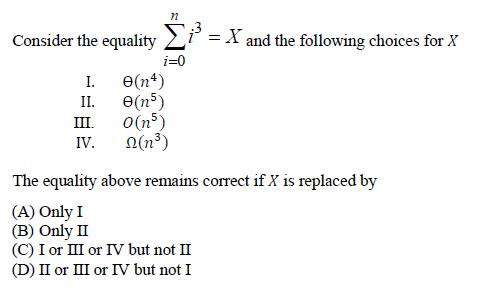 Consider the equality n ∑ i=0 i³ = X and the following choices for X
I. Θ(n⁴)
II. Θ(n⁵)
III. O(n⁵)
IV. Ω(n³)
The equality above remains correct if X is replaced by
(A) Only I
(B) Only II
(C) I or III or IV but not II
(D) II or III or IV but not I